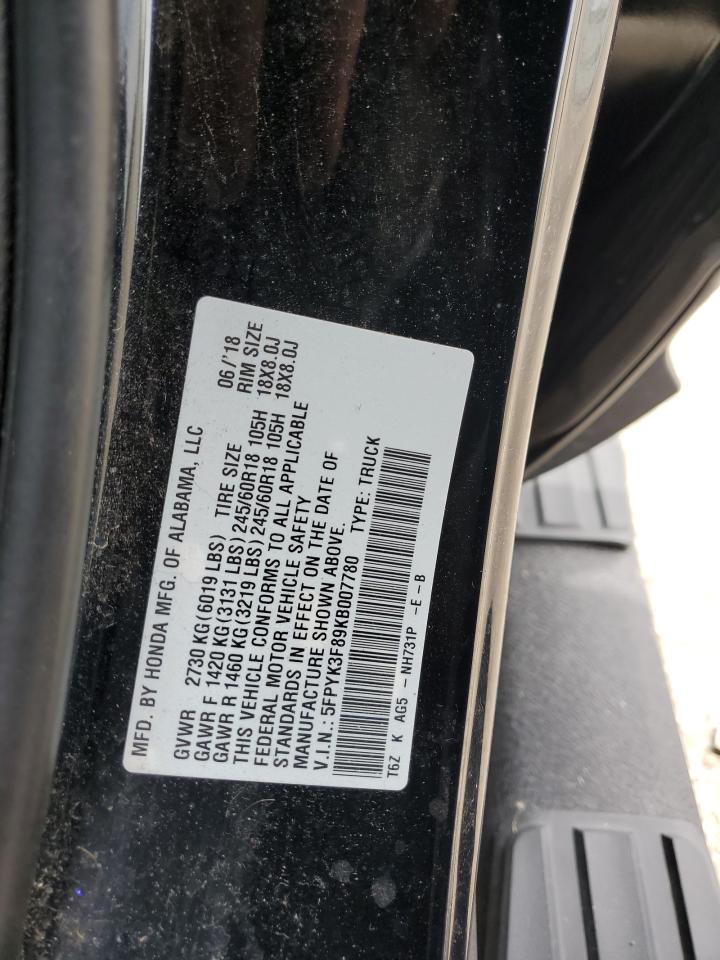 MFD. BY HONDA MFG. OF ALABAMA, LLC
06/'18
GVWR 2730 KG(6019 LBS) TIRE SIZE RIM SIZE
GAWR F 1420 KG(3131 LBS) 245/60R18 105H 18X8.0J
GAWR R 1460 KG(3219 LBS) 245/60R18 105H 18X8.0J
THIS VEHICLE CONFORMS TO ALL APPLICABLE
FEDERAL MOTOR VEHICLE SAFETY
STANDARDS IN EFFECT ON THE DATE OF
MANUFACTURE SHOWN ABOVE.
V.I.N.: 5FPYK3F89KB007780 TYPE: TRUCK
T6Z K AG5 - NH731P -E-B